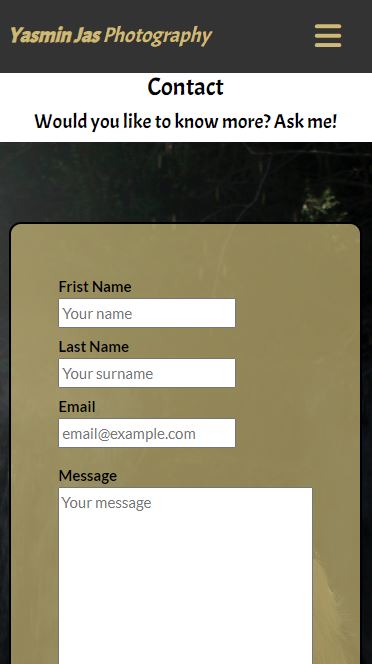 Yasmin Jas Photography
Contact
Would you like to know more? Ask me!
Frist Name
Your name
Last Name
Your surname
Email
email@example.com
Message
Your message